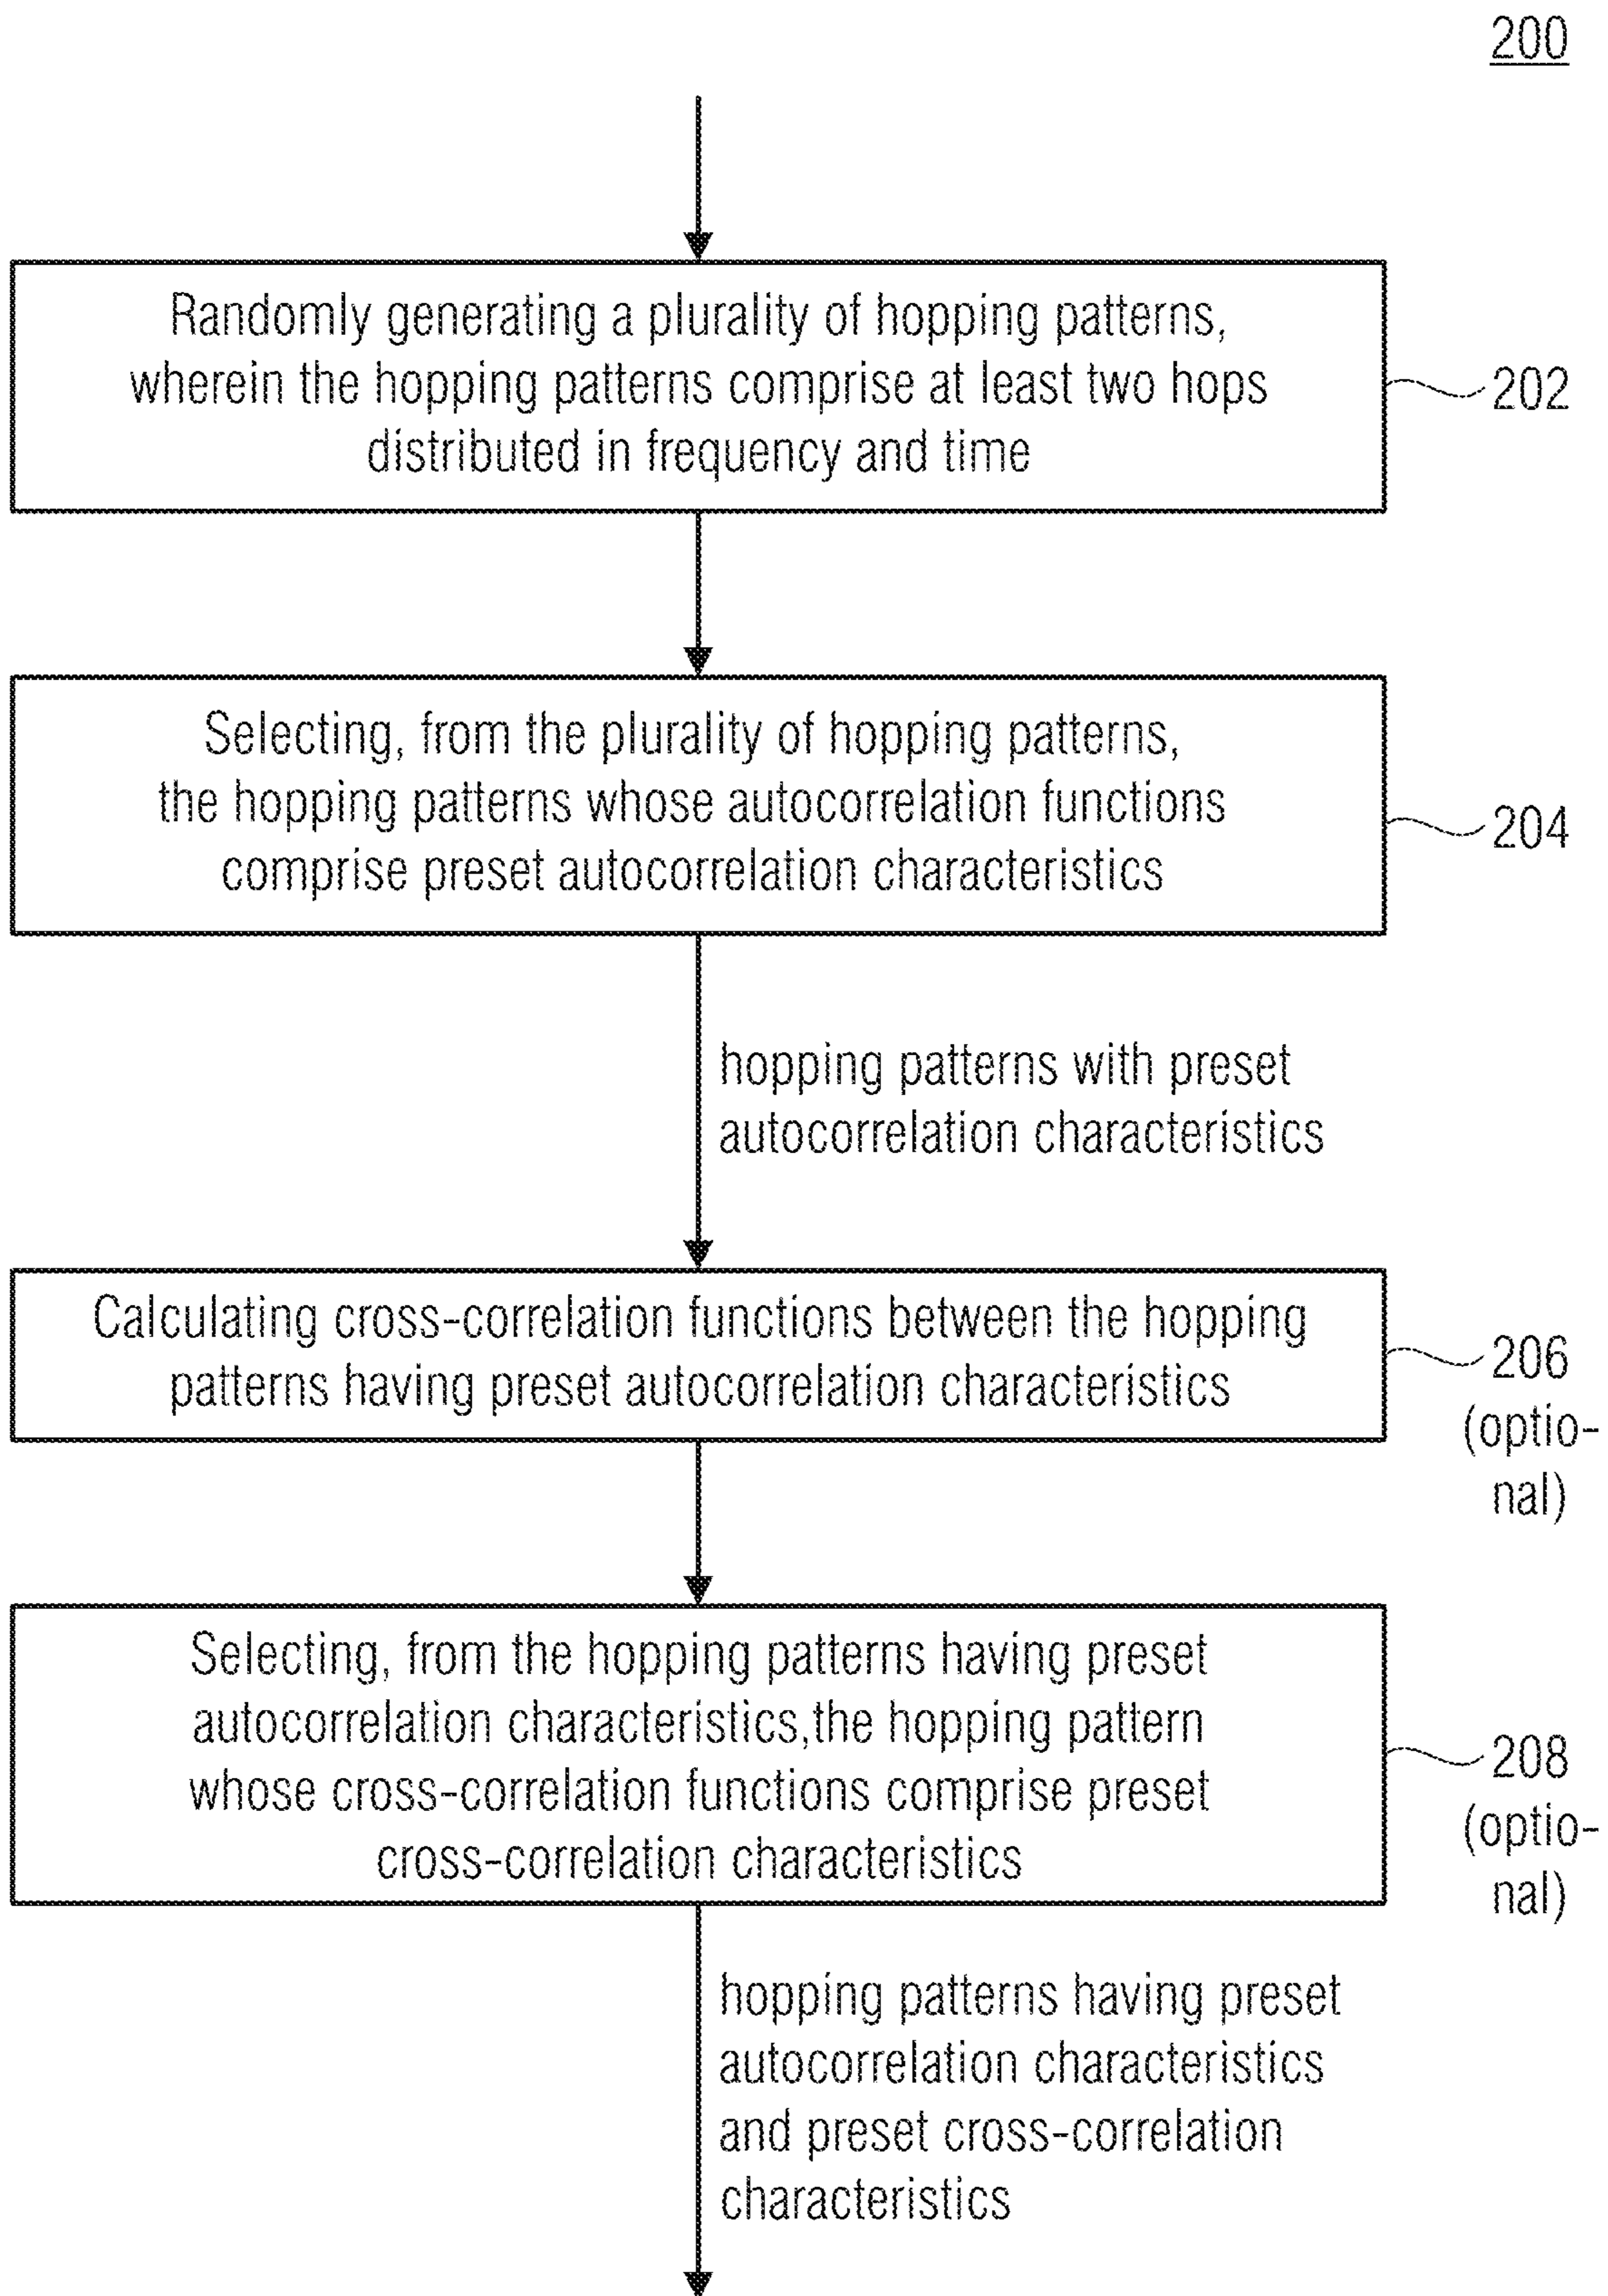 200
Randomly generating a plurality of hopping patterns,
wherein the hopping patterns comprise at least two hops
distributed in frequency and time
202
Selecting, from the plurality of hopping patterns,
the hopping patterns whose autocorrelation functions
comprise preset autocorrelation characteristics
204
hopping patterns with preset
autocorrelation characteristics
Calculating cross-correlation functions between the hopping
patterns having preset autocorrelation characteristics
206
(optio-
nal)
Selecting, from the hopping patterns having preset
autocorrelation characteristics,the hopping pattern
whose cross-correlation functions comprise preset
cross-correlation characteristics
208
(optio-
nal)
hopping patterns having preset
autocorrelation characteristics
and preset cross-correlation
characteristics